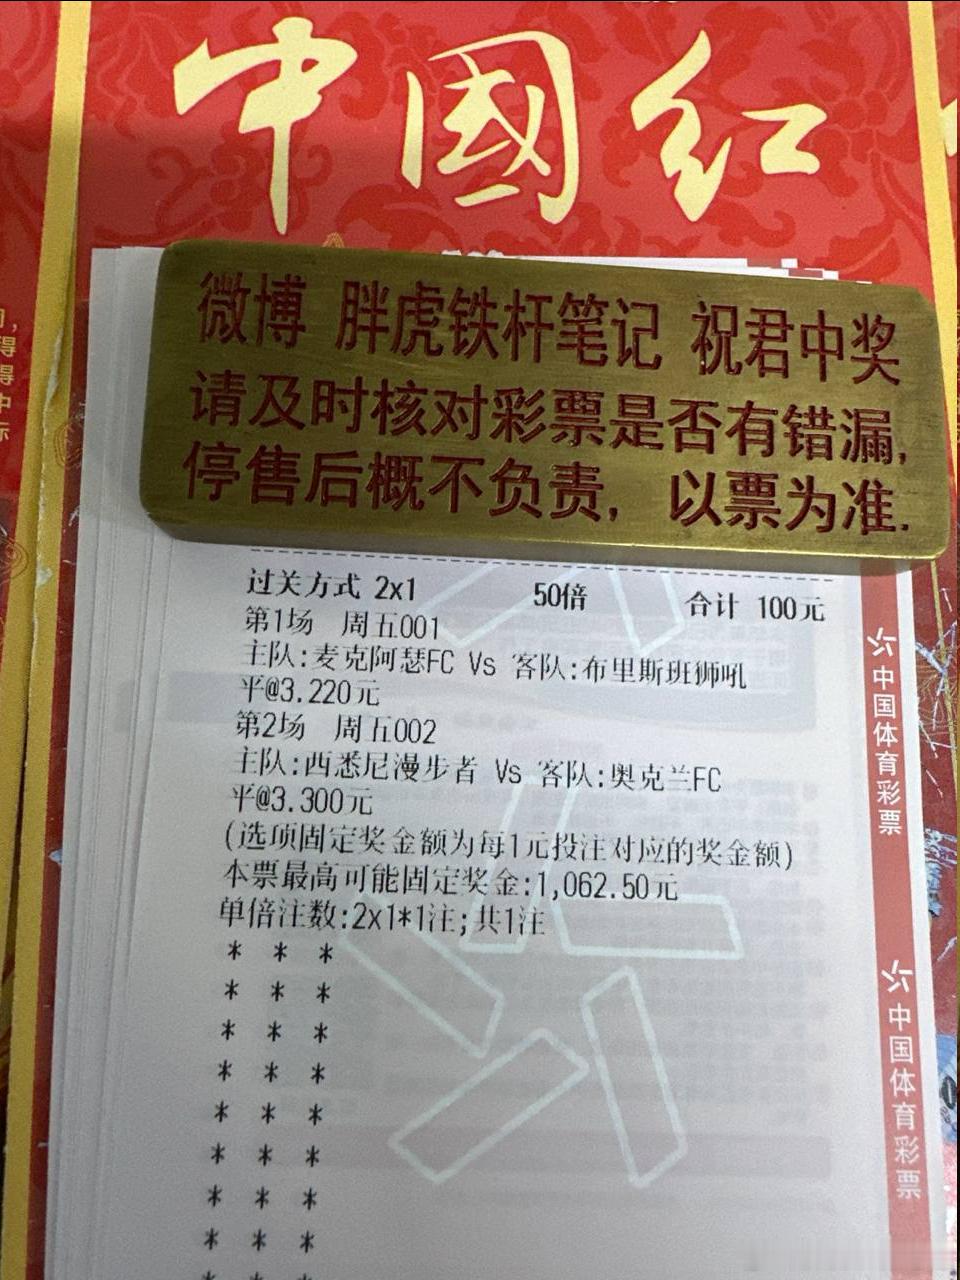 中國红
微博 胖虎铁杆笔记 祝君中奖
请及时核对彩票是否有错漏,
停售后概不负责, 以票为准.
过关方式 2x1 50倍 合计 100元
第1场 周五001
主队:麦克阿瑟FC Vs 客队:布里斯班狮吼
平@3.220元
第2场 周五002
主队:西悉尼漫步者 Vs 客队:奥克兰FC
平@3.300元
(选项固定奖金额为每1元投注对应的奖金额)
本票最高可能固定奖金:1,062.50元
单倍注数:2x1*1注;共1注
* * *
* * *
* * *
* * *
* * *
* * *
* * *
* * *
* * *
中国体育彩票
中国体育彩票